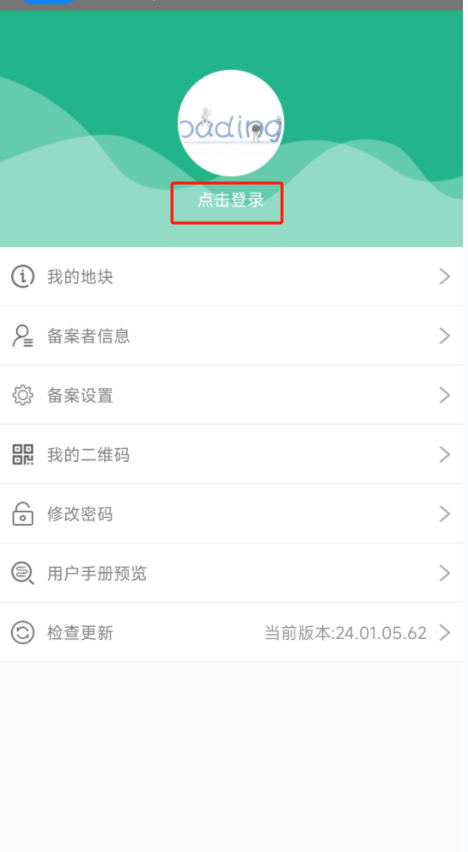 oading
点击登录
我的地块
备案者信息
备案设置
我的二维码
修改密码
用户手册预览
检查更新 当前版本:24.01.05.62